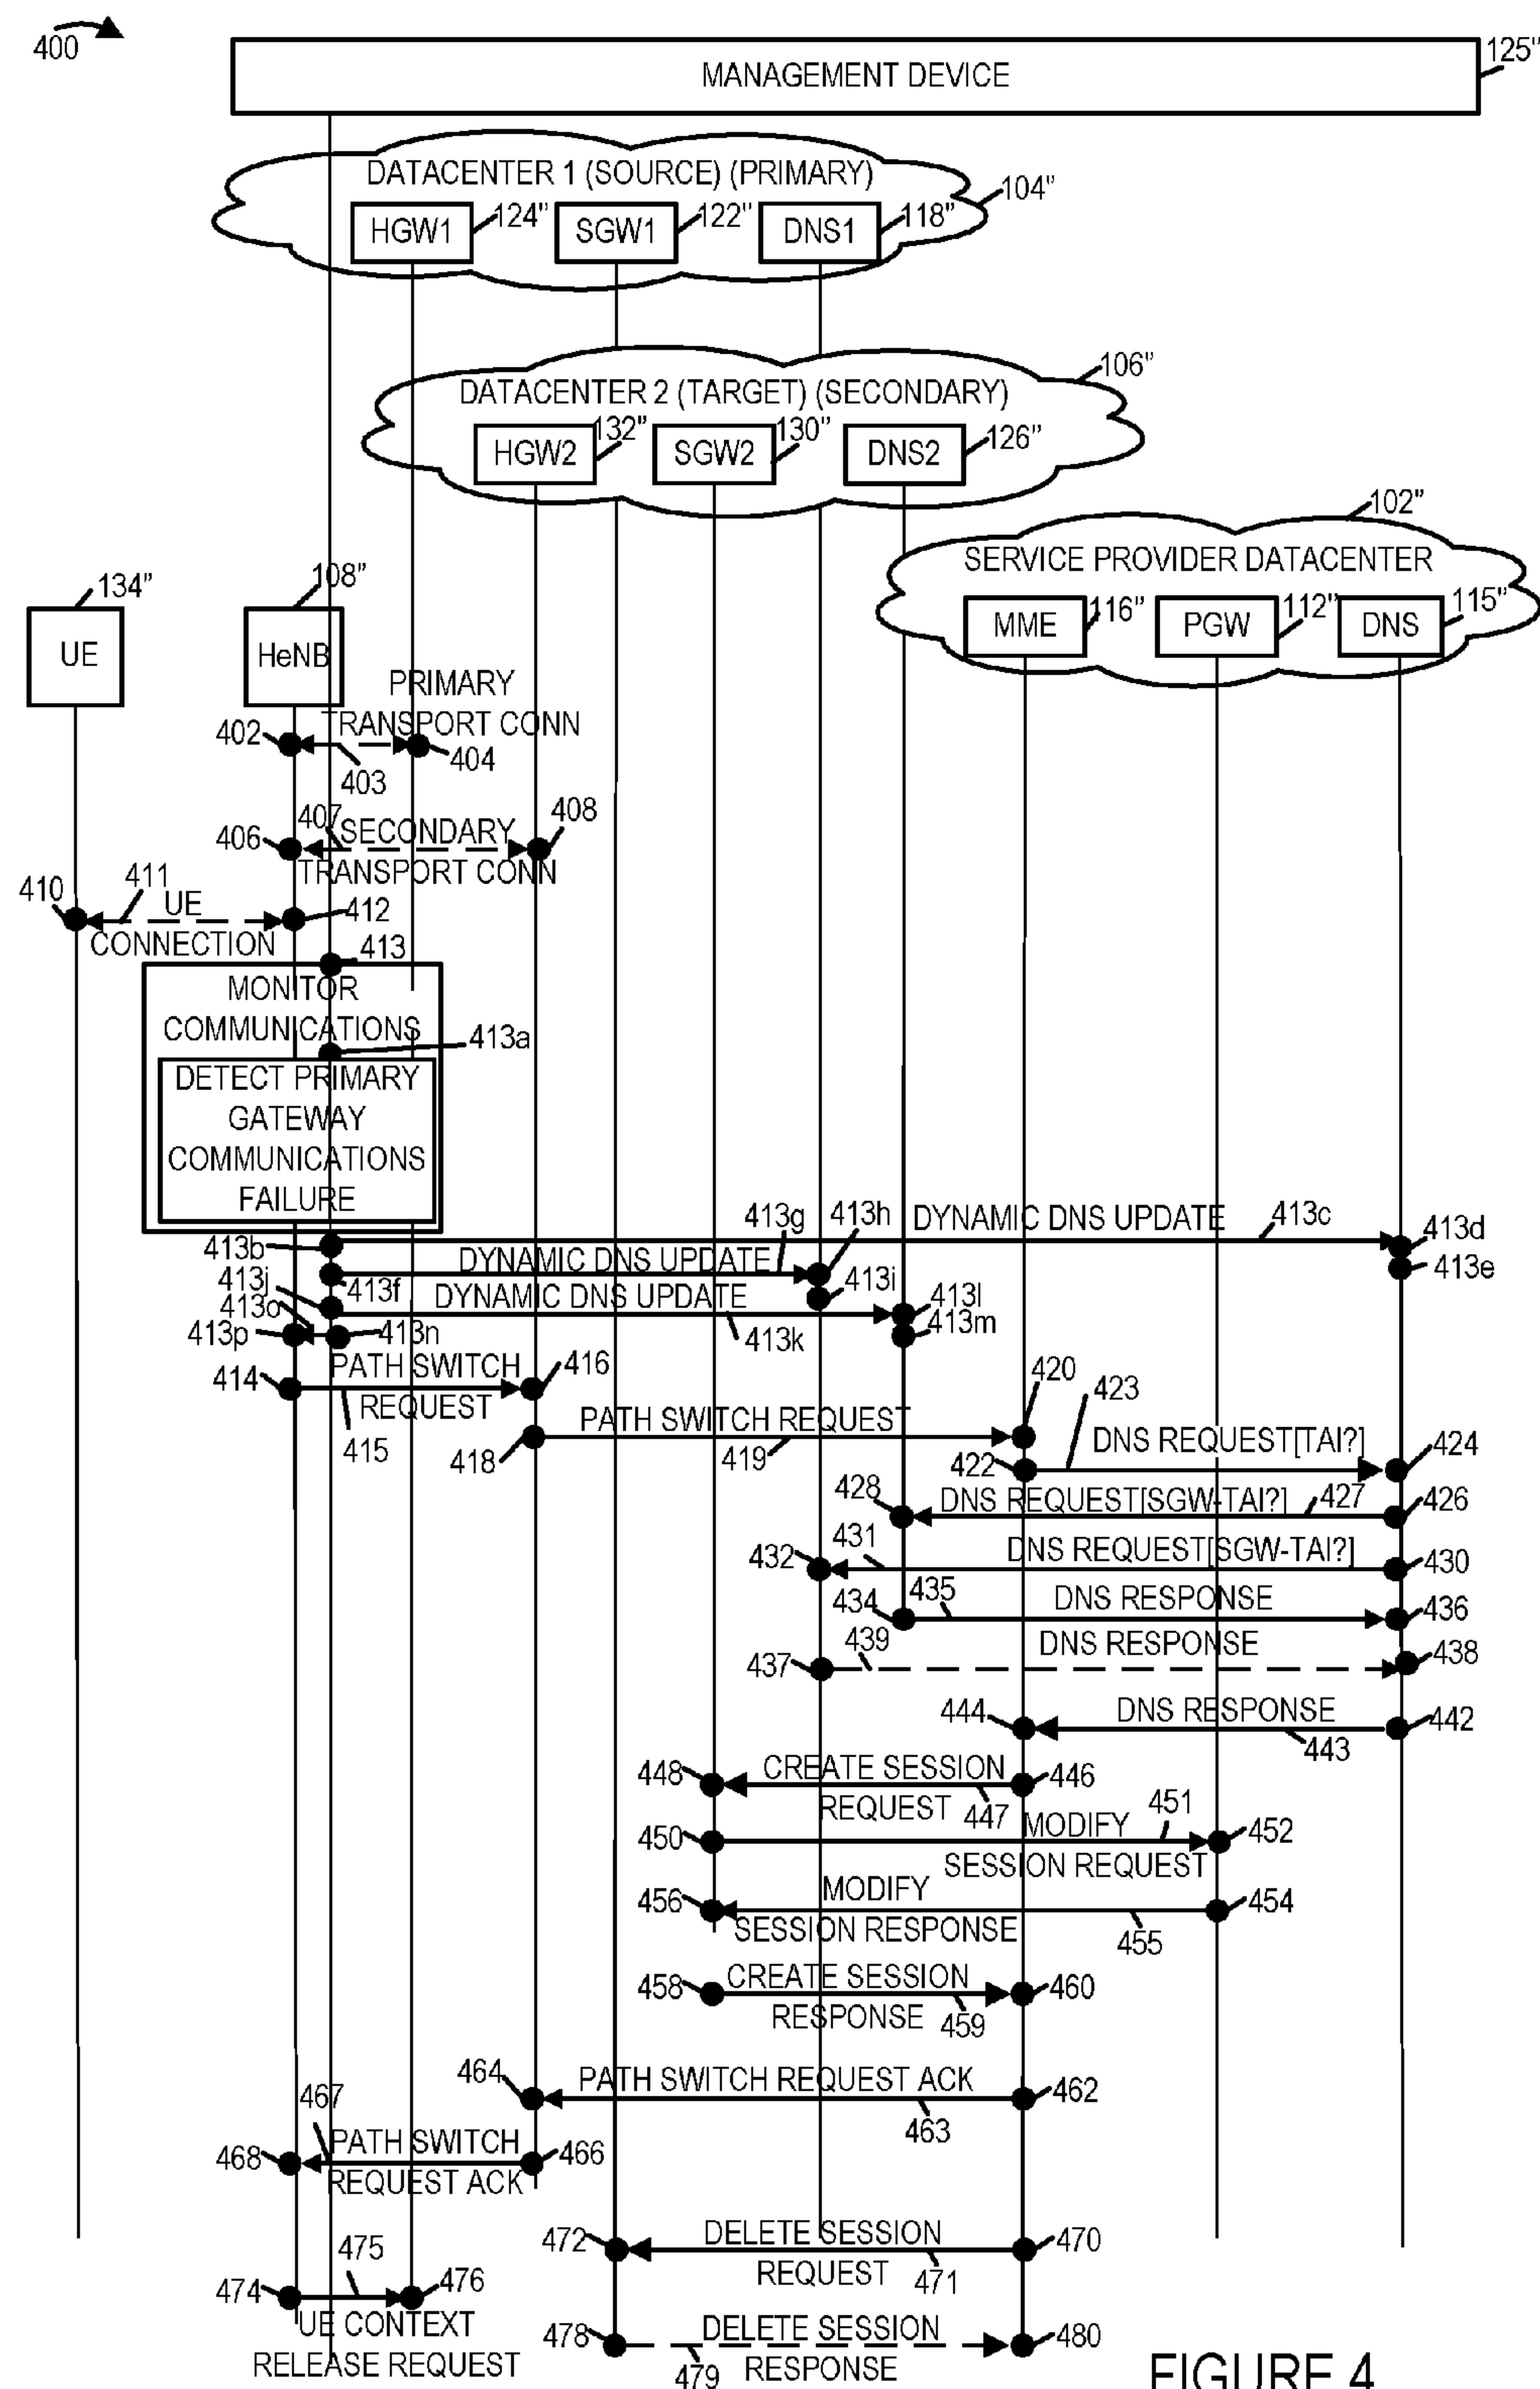 400
MANAGEMENT DEVICE
125"
DATACENTER 1 (SOURCE) (PRIMARY)
104"
HGW1
124"
SGW1
122"
DNS1
118"
DATACENTER 2 (TARGET) (SECONDARY)
106"
HGW2
132"
SGW2
130"
DNS2
126"
102"
SERVICE PROVIDER DATACENTER
MME
116"
PGW
112"
DNS
115"
134"
UE
108"
HeNB
PRIMARY
TRANSPORT CONN
402
403
404
406
407
SECONDARY
TRANSPORT CONN
408
410
411
UE
CONNECTION
412
413
MONITOR
COMMUNICATIONS
413a
DETECT PRIMARY
GATEWAY
COMMUNICATIONS
FAILURE
413b
DYNAMIC DNS UPDATE
413c
413d
413e
413f
DYNAMIC DNS UPDATE
413g
413h
413i
413j
DYNAMIC DNS UPDATE
413k
413l
413m
413o
413p
413n
414
PATH SWITCH
REQUEST
415
416
418
PATH SWITCH REQUEST
419
420
422
423
DNS REQUEST[TAI?]
424
428
DNS REQUEST[SGW-TAI?]
427
426
432
431
DNS REQUEST[SGW-TAI?]
430
434
435
DNS RESPONSE
436
437
439
DNS RESPONSE
438
444
DNS RESPONSE
443
442
448
CREATE SESSION
REQUEST
447
446
450
MODIFY
SESSION REQUEST
451
452
456
MODIFY
SESSION RESPONSE
455
454
458
CREATE SESSION
RESPONSE
459
460
464
PATH SWITCH REQUEST ACK
463
462
467
468
PATH SWITCH
REQUEST ACK
466
472
DELETE SESSION
REQUEST
471
470
474
475
476
UE CONTEXT
RELEASE REQUEST
478
DELETE SESSION
RESPONSE
479
480
FIGURE 4